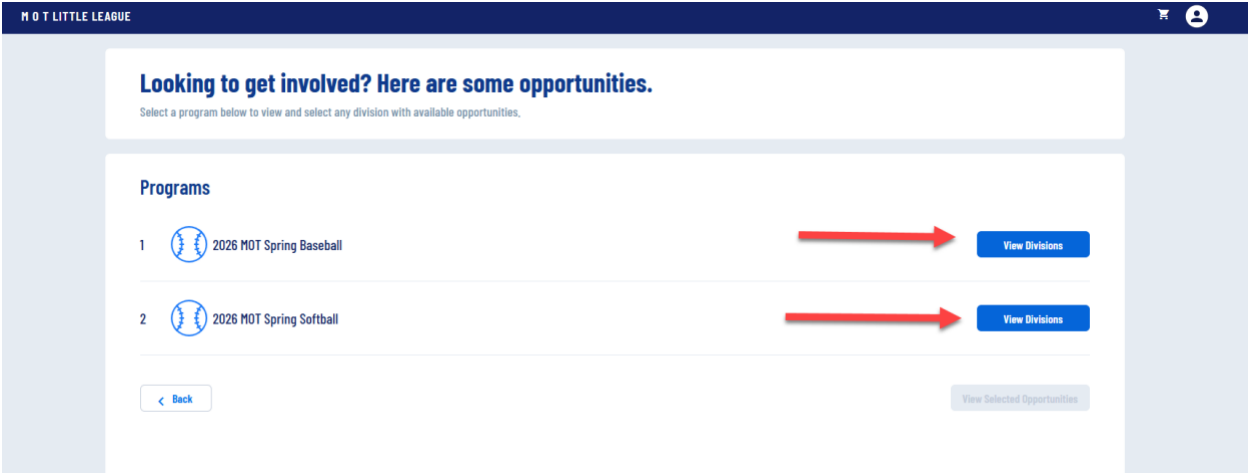 M O T LITTLE LEAGUE
Looking to get involved? Here are some opportunities.
Select a program below to view and select any division with available opportunities.
Programs
1 2026 MOT Spring Baseball View Divisions
2 2026 MOT Spring Softball View Divisions
Back View Selected Opportunities